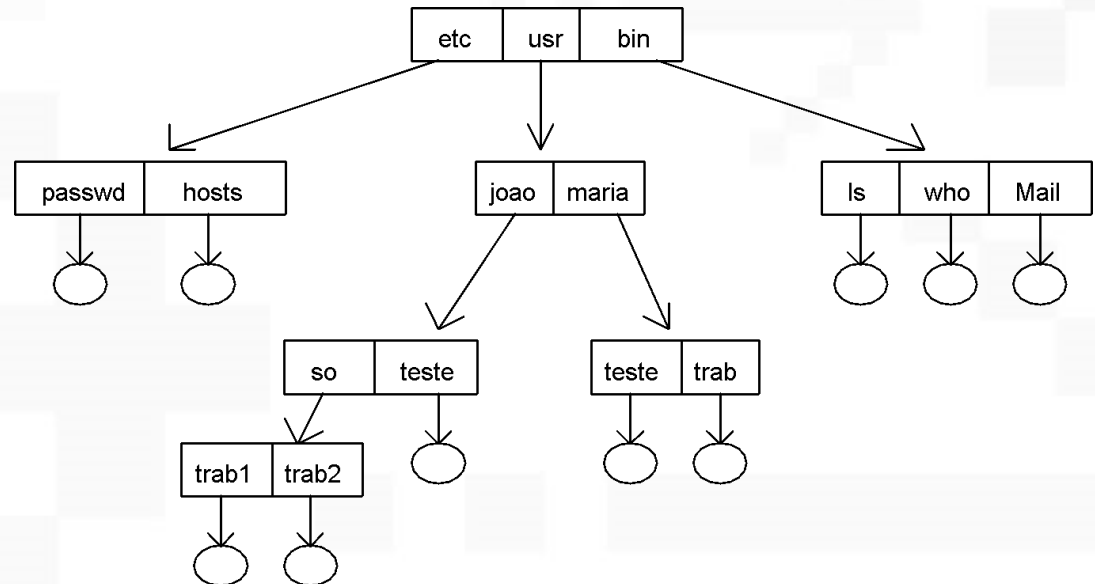 etc usr bin
passwd hosts joao maria ls who Mail
so teste teste trab
trab1 trab2